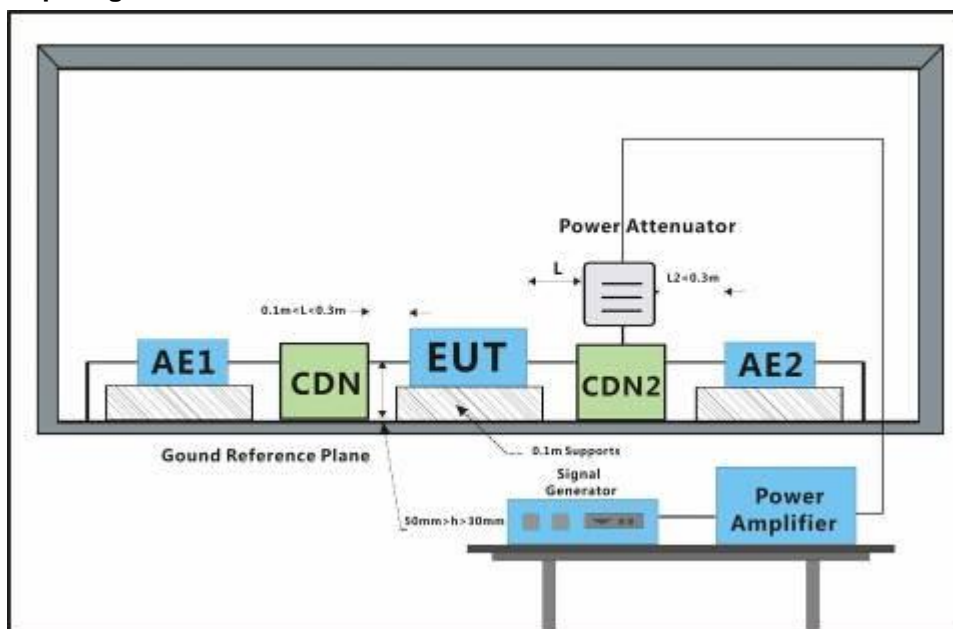 Power Attenuator
L
L2<0.3m
0.1m<L<0.3m
AE1
CDN
EUT
CDN2
AE2
Gound Reference Plane
0.1m Supports
Signal
Generator
50mm>h>30mm
Power
Amplifier